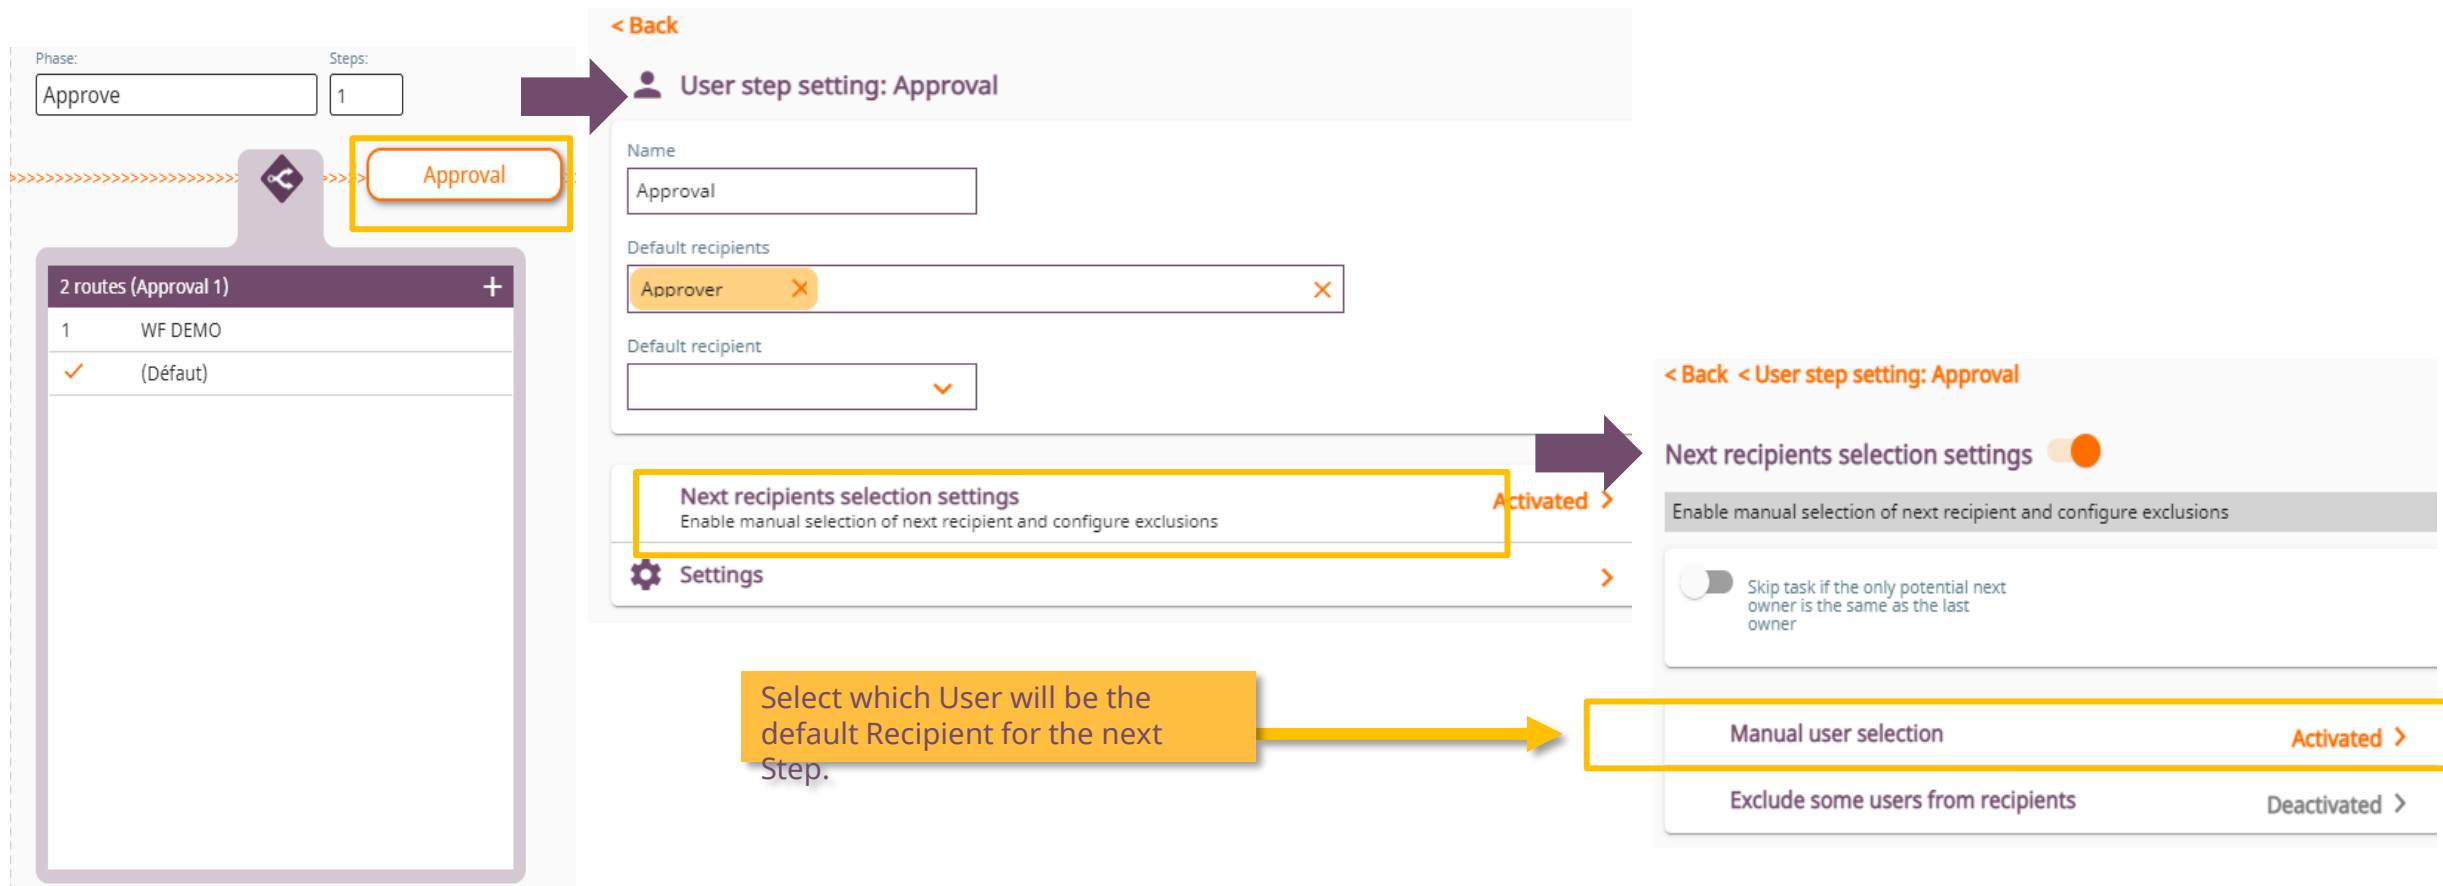 Phase:
Steps:
Approve
1
Approval
2 routes (Approval 1)
+
1
WF DEMO
(Défaut)
< Back
User step setting: Approval
Name
Approval
Default recipients
Approver
Default recipient
Next recipients selection settings
Enable manual selection of next recipient and configure exclusions
Activated >
Settings
>
Select which User will be the
default Recipient for the next
Step.
< Back < User step setting: Approval
Next recipients selection settings
Enable manual selection of next recipient and configure exclusions
Skip task if the only potential next
owner is the same as the last
owner
Manual user selection
Activated >
Exclude some users from recipients
Deactivated >